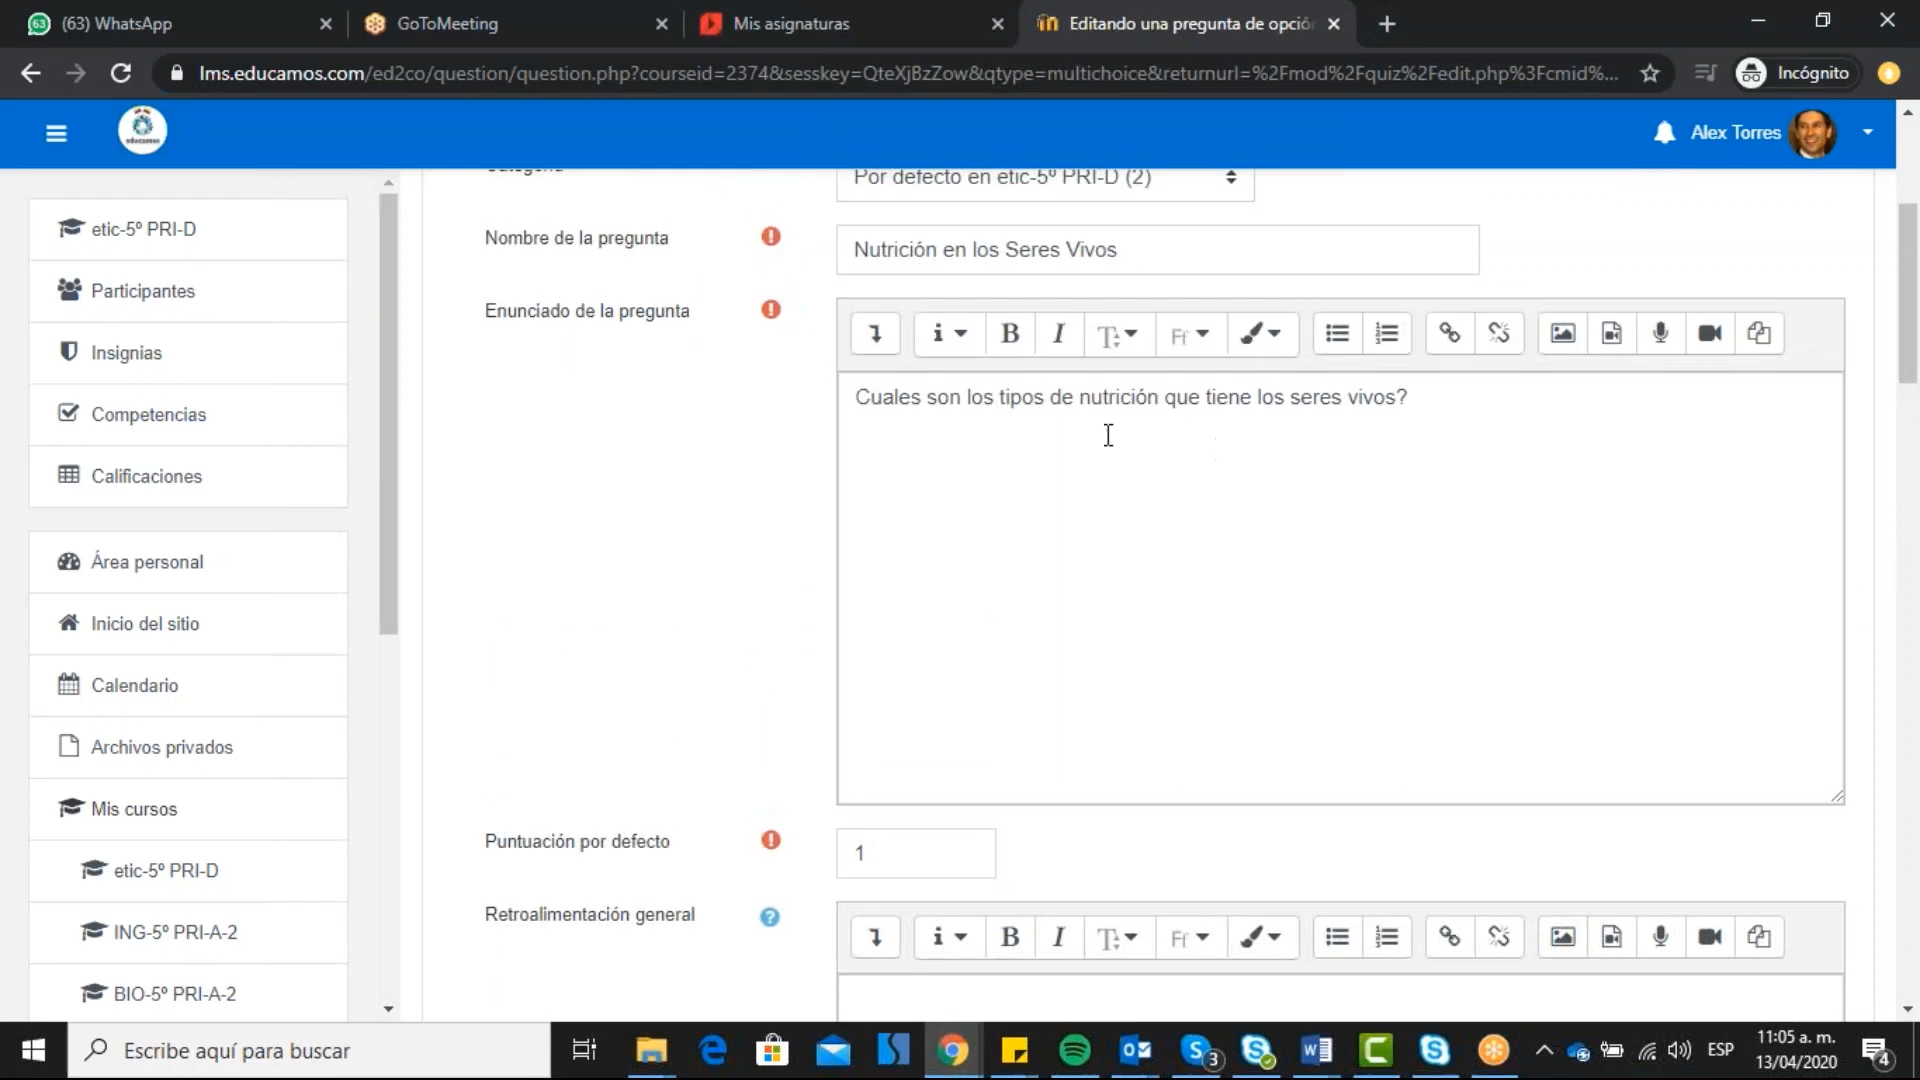 (63) WhatsApp
GoToMeeting
Mis asignaturas
Editando una pregunta de opció
lms.educamos.com/ed2co/question/question.php?courseid=2374&sesskey=QteXjBzZow&qtype=multichoice&returnurl=%2Fmod%2Fquiz%2Fedit.php%3Fcmid%...
Incógnito
Alex Torres
etic-5º PRI-D
Participantes
Insignias
Competencias
Calificaciones
Área personal
Inicio del sitio
Calendario
Archivos privados
Mis cursos
etic-5º PRI-D
ING-5º PRI-A-2
BIO-5º PRI-A-2
Por defecto en etic-5º PRI-D (2)
Nombre de la pregunta
Nutrición en los Seres Vivos
Enunciado de la pregunta
Cuales son los tipos de nutrición que tiene los seres vivos?
Puntuación por defecto
1
Retroalimentación general
Escribe aquí para buscar
3
ESP
11:05 a. m.
13/04/2020
4